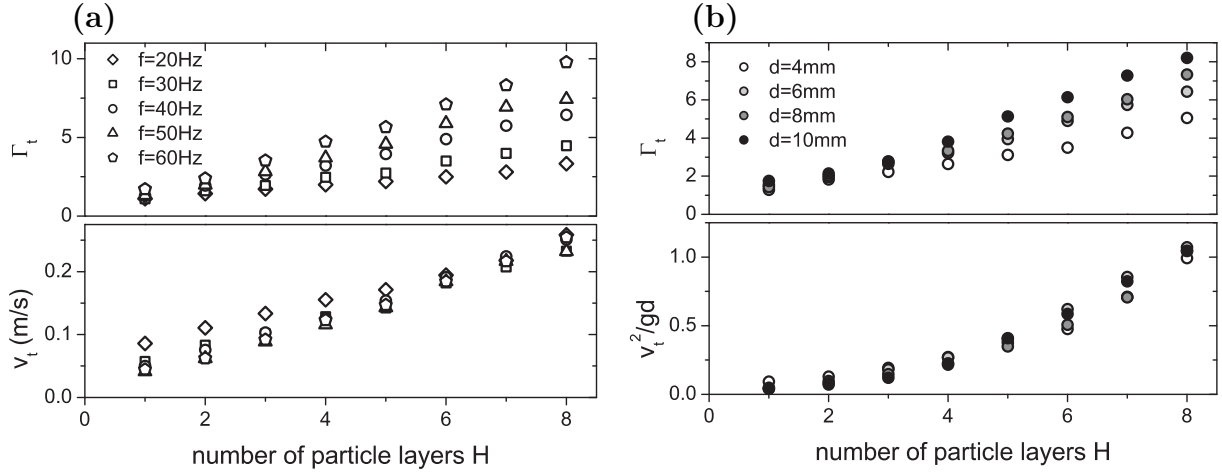 (a)
Γt
10
5
0
f=20Hz
f=30Hz
f=40Hz
f=50Hz
f=60Hz
vt (m/s)
0.2
0.1
0.0
0 2 4 6 8
number of particle layers H
(b)
Γt
8
6
4
2
0
d=4mm
d=6mm
d=8mm
d=10mm
vt2/gd
1.0
0.5
0.0
0 2 4 6 8
number of particle layers H